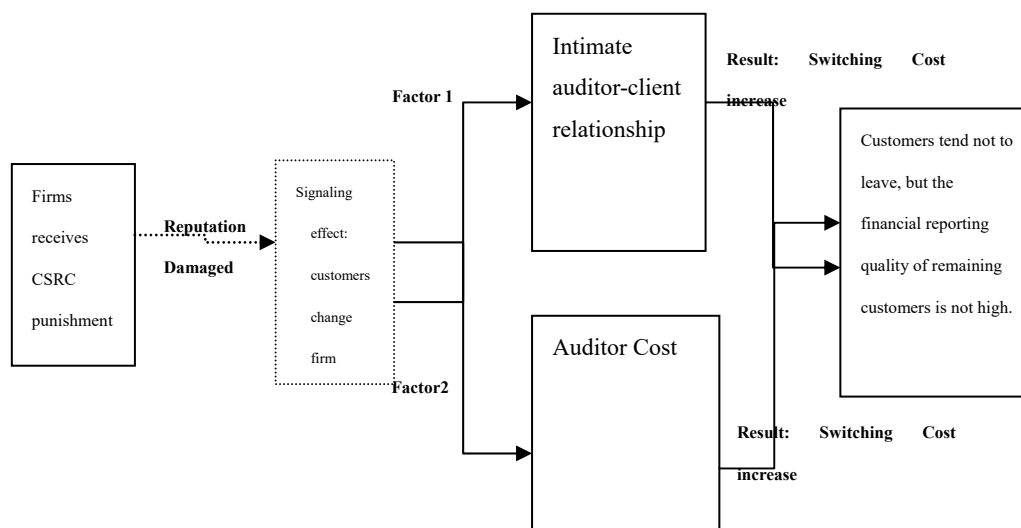 Firms
receives
CSRC
punishment
Reputation
Damaged
Signaling
effect:
customers
change
firm
Factor 1
Intimate
auditor-client
relationship
Result: Switching Cost
increase
Factor2
Auditor Cost
Result: Switching Cost
increase
Customers tend not to
leave, but the
financial reporting
quality of remaining
customers is not high.